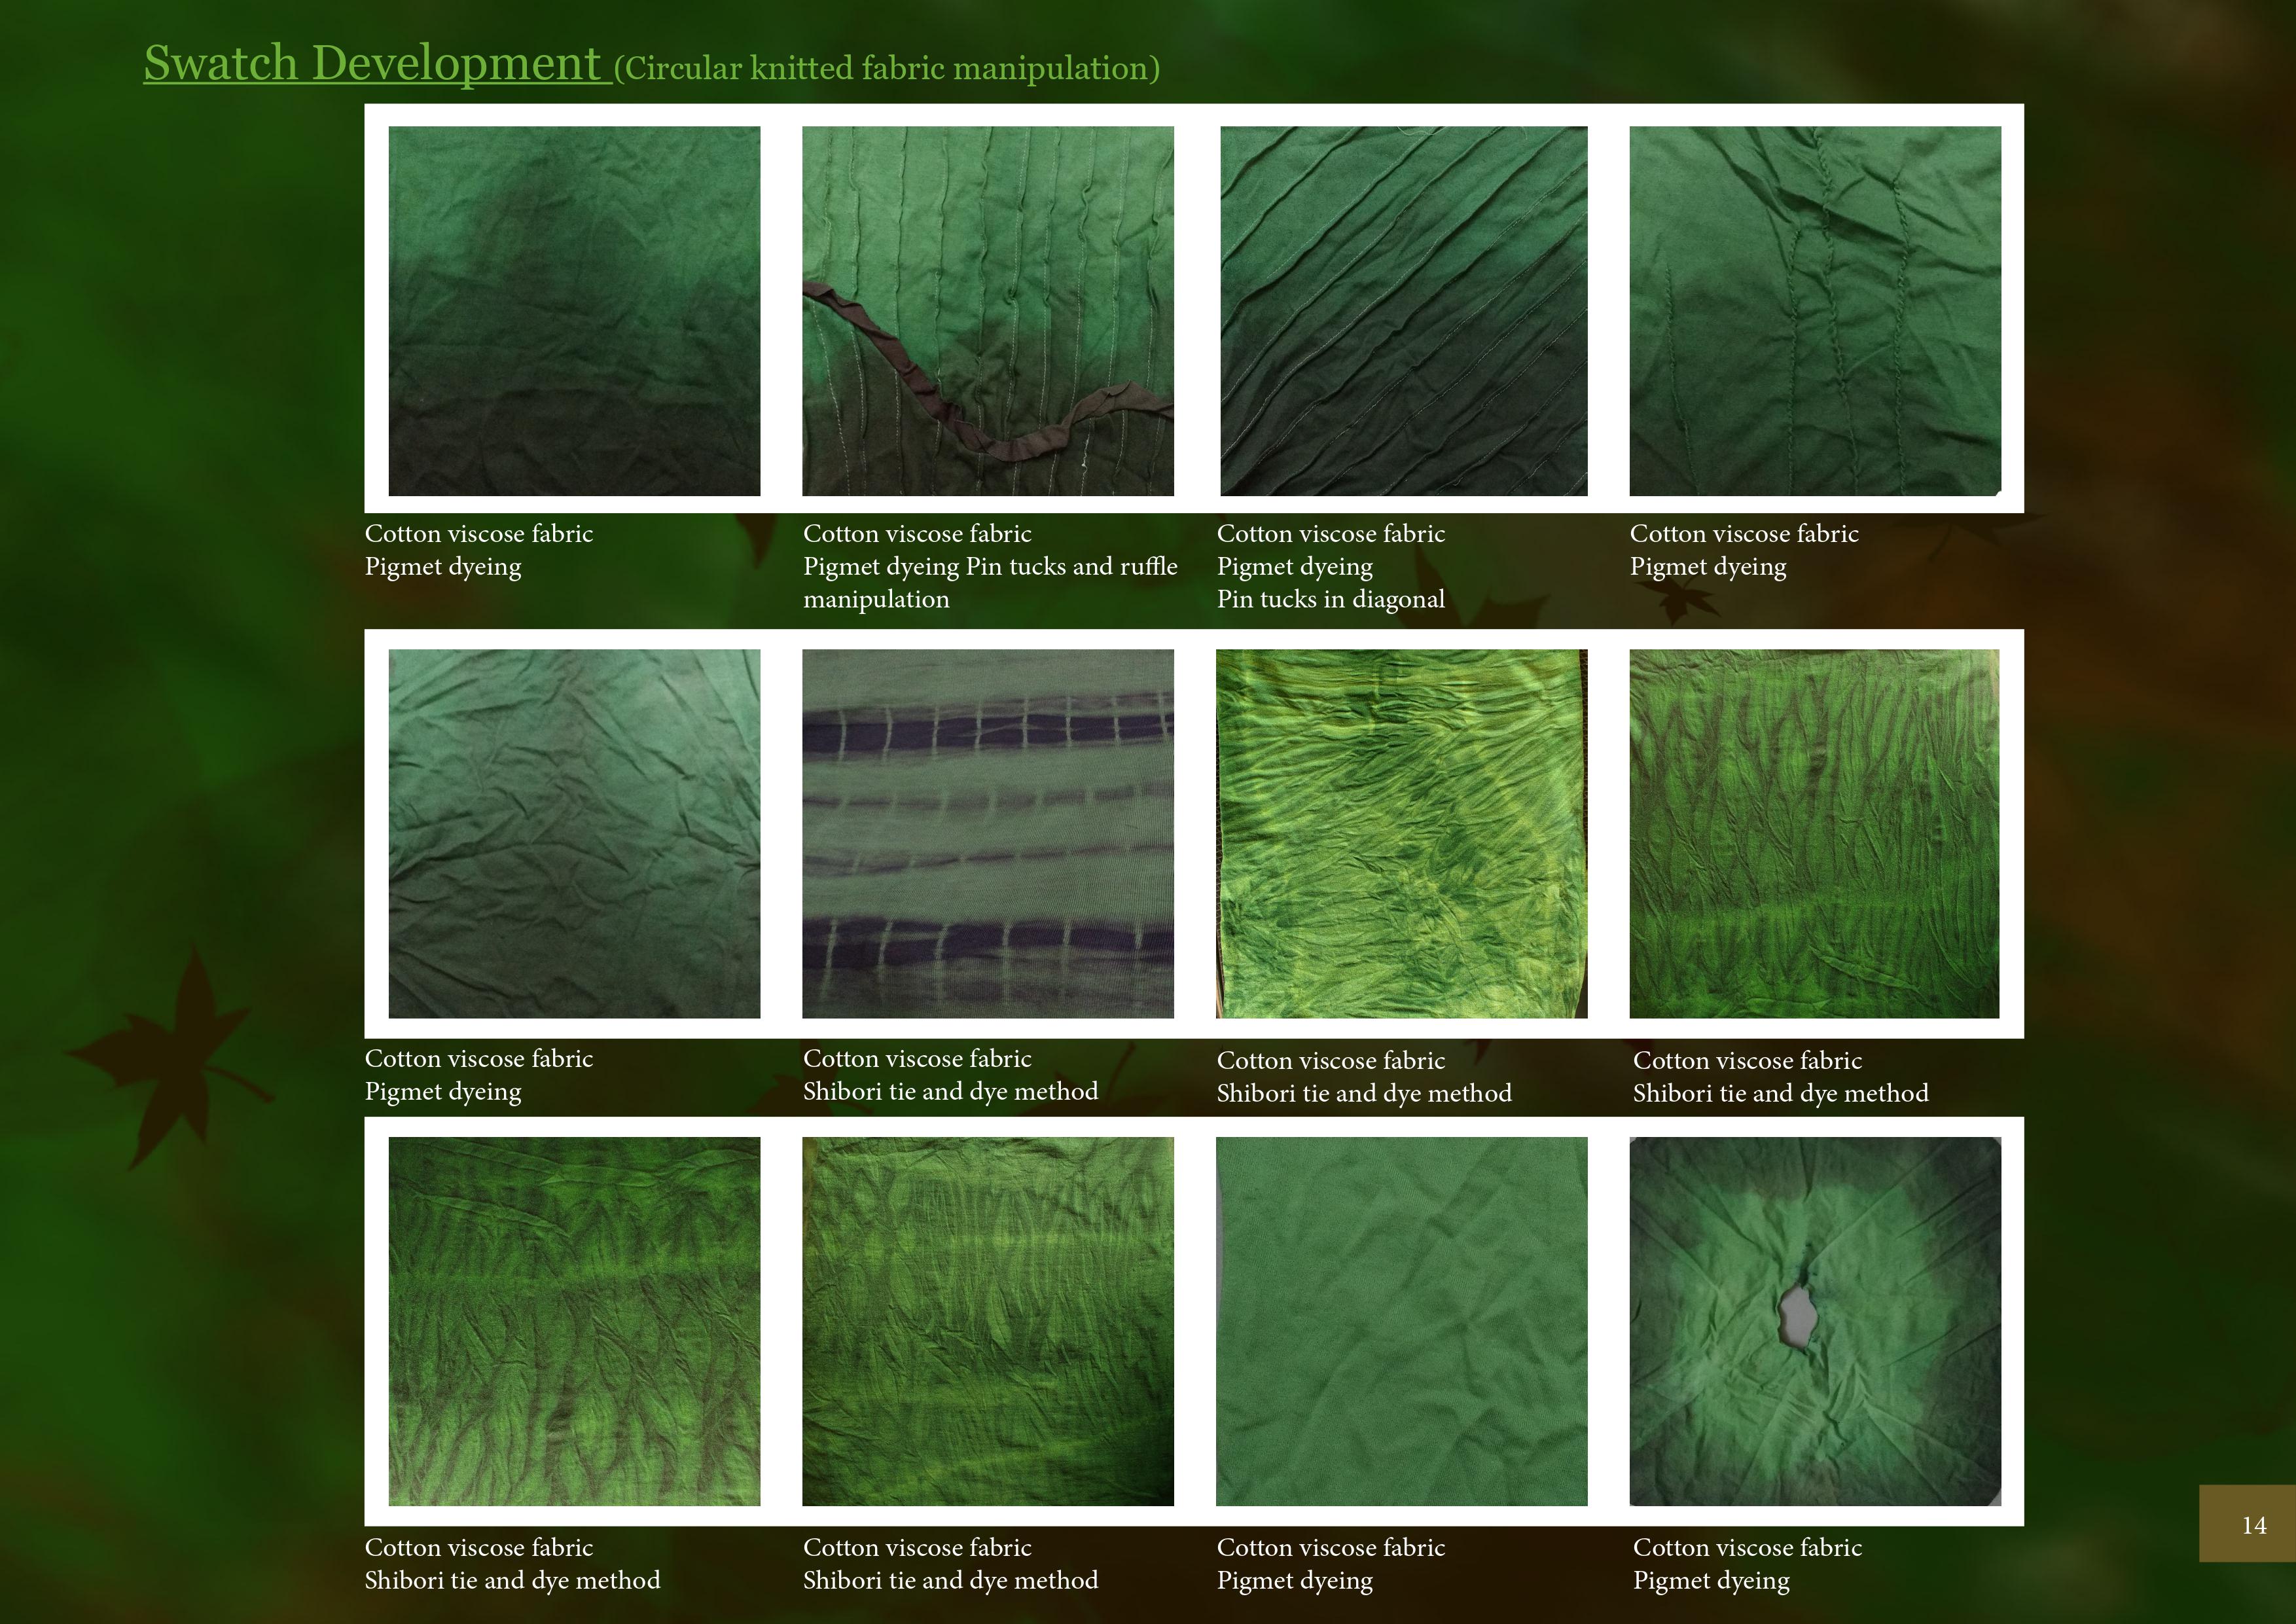 Swatch Development (Circular knitted fabric manipulation)
Cotton viscose fabric
Pigmet dyeing
Cotton viscose fabric
Pigmet dyeing Pin tucks and ruffle
manipulation
Cotton viscose fabric
Pigmet dyeing
Pin tucks in diagonal
Cotton viscose fabric
Pigmet dyeing
Cotton viscose fabric
Pigmet dyeing
Cotton viscose fabric
Shibori tie and dye method
Cotton viscose fabric
Shibori tie and dye method
Cotton viscose fabric
Shibori tie and dye method
Cotton viscose fabric
Shibori tie and dye method
Cotton viscose fabric
Shibori tie and dye method
Cotton viscose fabric
Pigmet dyeing
Cotton viscose fabric
Pigmet dyeing
14